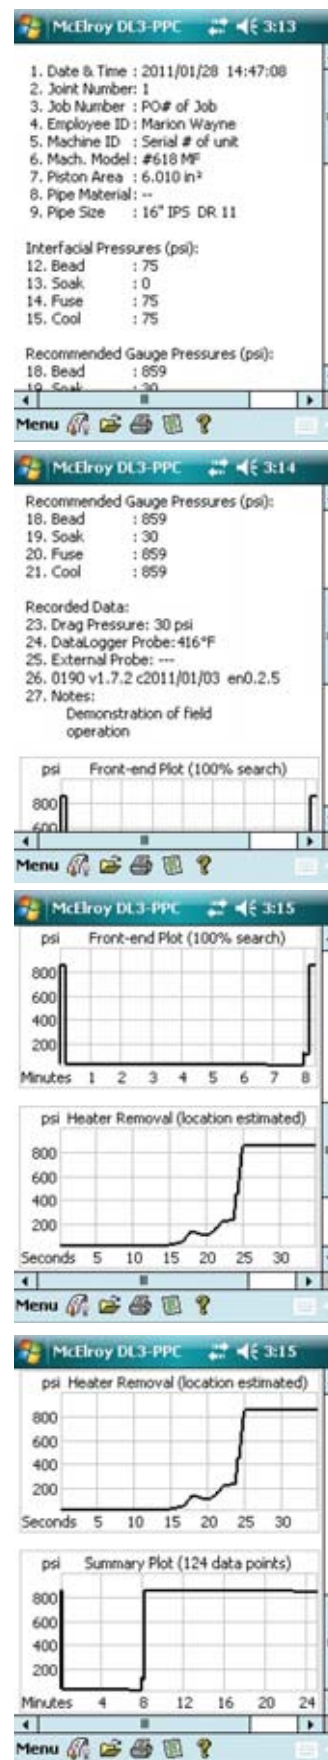 McElroy DL3-PPC 3:13
1. Date & Time : 2011/01/28 14:47:08
2. Joint Number: 1
3. Job Number : PO# of Job
4. Employee ID : Marion Wayne
5. Machine ID : Serial # of unit
6. Mach. Model : #618 MF
7. Piston Area : 6.010 in²
8. Pipe Material: --
9. Pipe Size : 16" IPS DR 11
Interfacial Pressures (psi):
12. Bead : 75
13. Soak : 0
14. Fuse : 75
15. Cool : 75
Recommended Gauge Pressures (psi):
18. Bead : 859
19. Soak : 30
Menu
McElroy DL3-PPC 3:14
Recommended Gauge Pressures (psi):
18. Bead : 859
19. Soak : 30
20. Fuse : 859
21. Cool : 859
Recorded Data:
23. Drag Pressure: 30 psi
24. DataLogger Probe: 416°F
25. External Probe: ---
26. 0190 v1.7.2 c2011/01/03 en0.2.5
27. Notes:
Demonstration of field
operation
psi Front-end Plot (100% search)
800
600
Menu
McElroy DL3-PPC 3:15
psi Front-end Plot (100% search)
800
600
400
200
Minutes 1 2 3 4 5 6 7 8
psi Heater Removal (location estimated)
800
600
400
200
Seconds 5 10 15 20 25 30
Menu
McElroy DL3-PPC 3:15
psi Heater Removal (location estimated)
800
600
400
200
Seconds 5 10 15 20 25 30
psi Summary Plot (124 data points)
800
600
400
200
Minutes 4 8 12 16 20 24
Menu